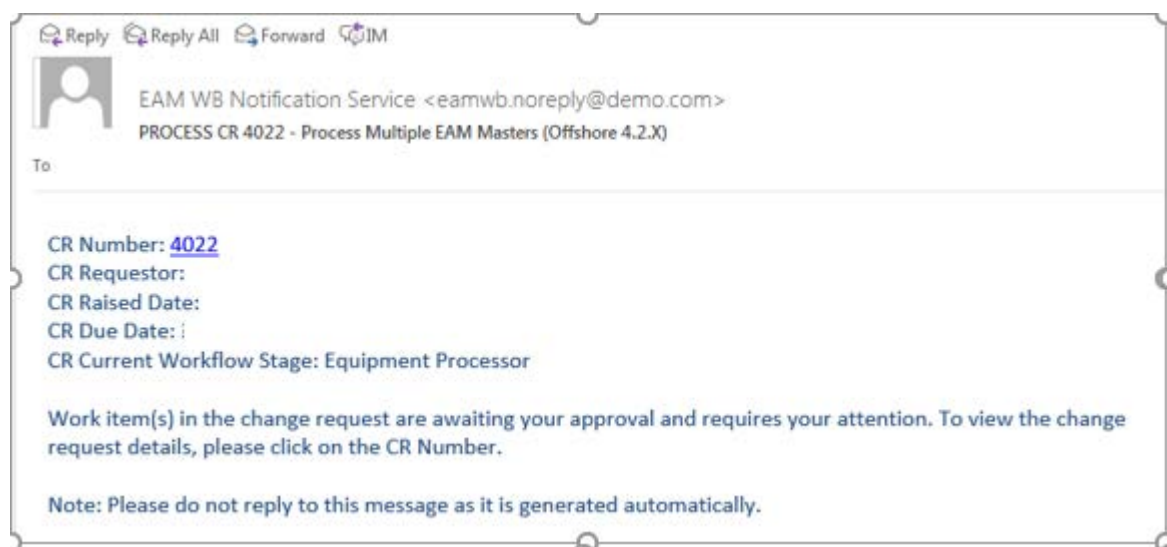 Reply Reply All Forward IM
EAM WB Notification Service <eamwb.noreply@demo.com>
PROCESS CR 4022 - Process Multiple EAM Masters (Offshore 4.2.X)
To
CR Number: 4022
CR Requestor:
CR Raised Date:
CR Due Date:
CR Current Workflow Stage: Equipment Processor
Work item(s) in the change request are awaiting your approval and requires your attention. To view the change
request details, please click on the CR Number.
Note: Please do not reply to this message as it is generated automatically.